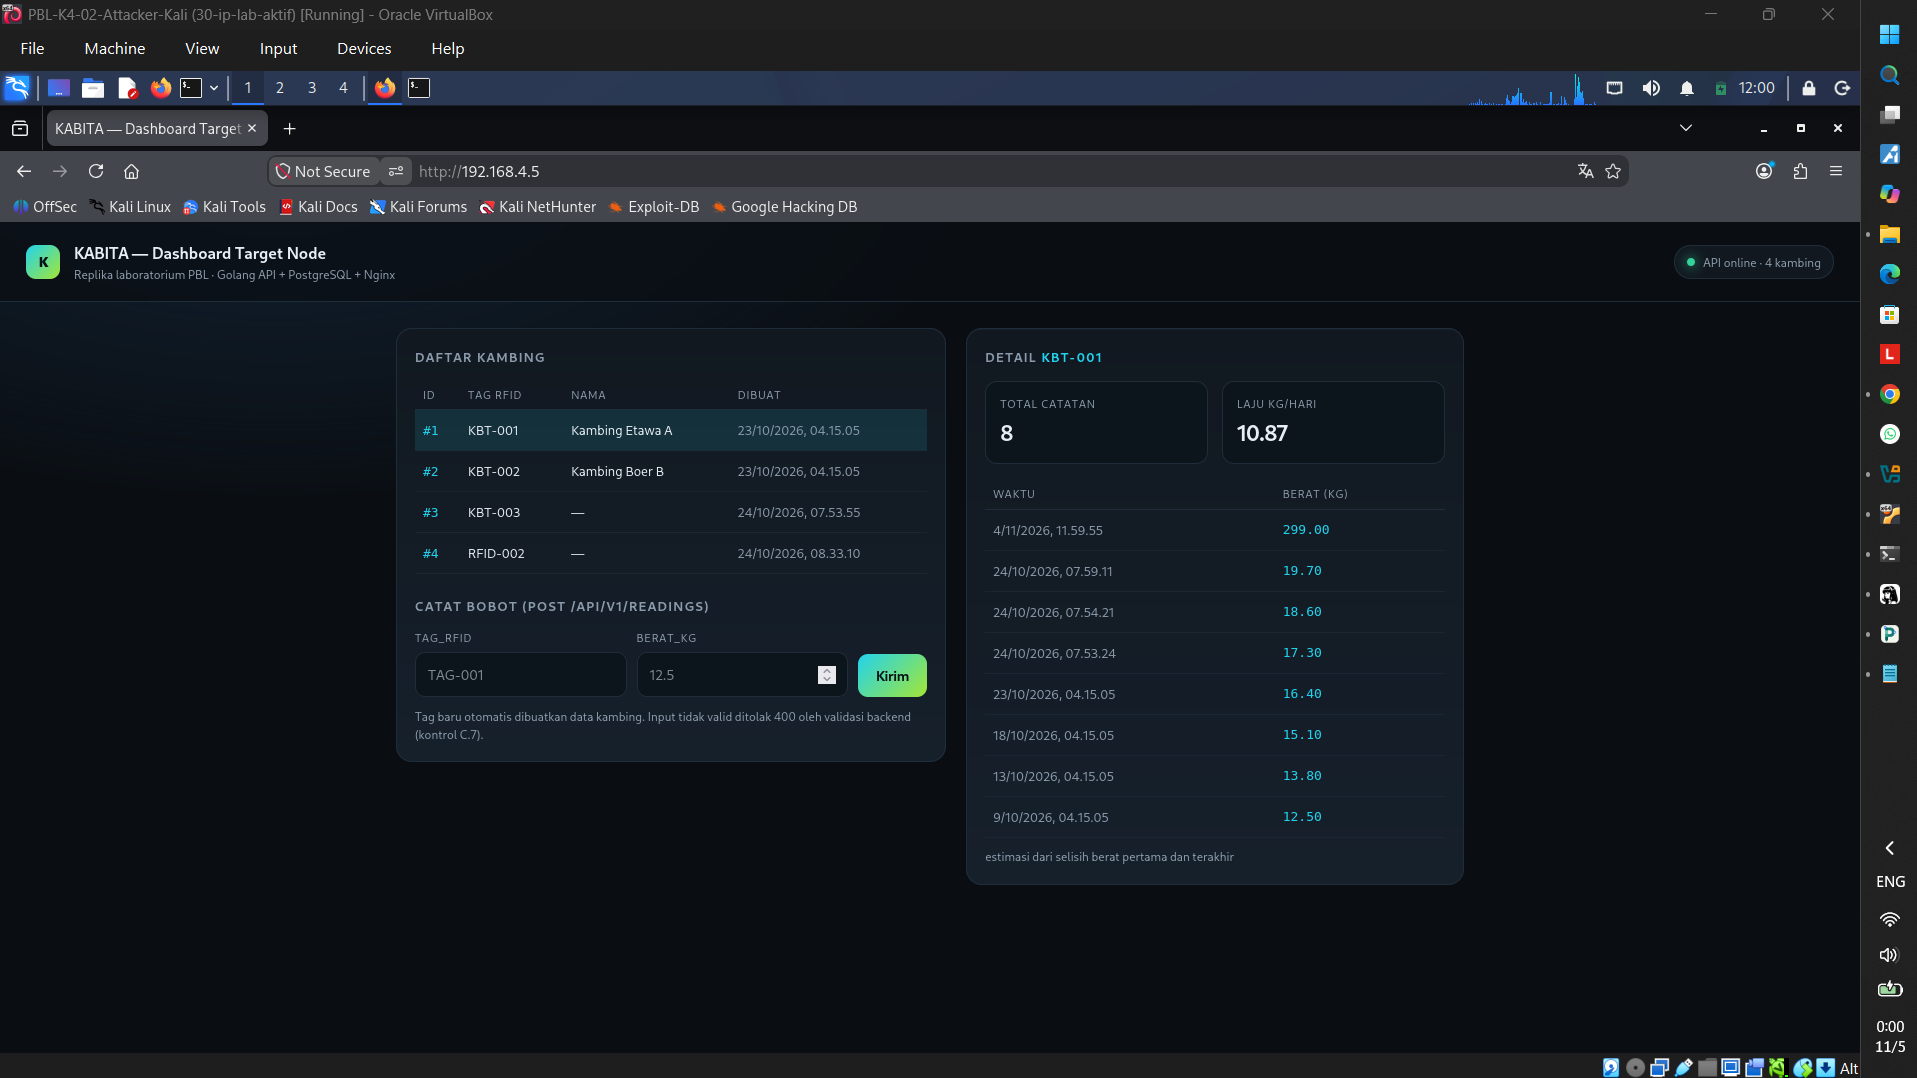 PBL-K4-02-Attacker-Kali (30-ip-lab-aktif) [Running] - Oracle VirtualBox
File Machine View Input Devices Help
1 2 3 4
12:00
KABITA — Dashboard Target
Not Secure
http://192.168.4.5
OffSec Kali Linux Kali Tools Kali Docs Kali Forums Kali NetHunter Exploit-DB Google Hacking DB
K
KABITA — Dashboard Target Node
Replika laboratorium PBL · Golang API + PostgreSQL + Nginx
API online · 4 kambing
DAFTAR KAMBING
ID TAG RFID NAMA DIBUAT
#1 KBT-001 Kambing Etawa A 23/10/2026, 04.15.05
#2 KBT-002 Kambing Boer B 23/10/2026, 04.15.05
#3 KBT-003 — 24/10/2026, 07.53.55
#4 RFID-002 — 24/10/2026, 08.33.10
CATAT BOBOT (POST /API/V1/READINGS)
TAG_RFID BERAT_KG
TAG-001 12.5 Kirim
Tag baru otomatis dibuatkan data kambing. Input tidak valid ditolak 400 oleh validasi backend
(kontrol C.7).
DETAIL KBT-001
TOTAL CATATAN
8
LAJU KG/HARI
10.87
WAKTU BERAT (KG)
4/11/2026, 11.59.55 299.00
24/10/2026, 07.59.11 19.70
24/10/2026, 07.54.21 18.60
24/10/2026, 07.53.24 17.30
23/10/2026, 04.15.05 16.40
18/10/2026, 04.15.05 15.10
13/10/2026, 04.15.05 13.80
9/10/2026, 04.15.05 12.50
estimasi dari selisih berat pertama dan terakhir
ENG
0:00
11/5
Alt